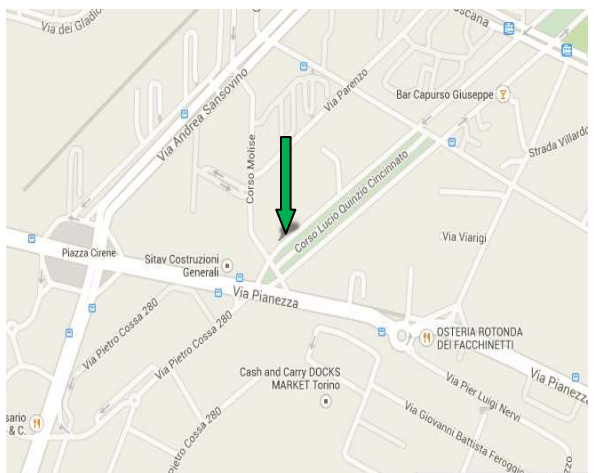 Via dei Gladio
oscana
Via Andrea Sansovino
Via Parenzo
Bar Capurso Giuseppe
Corso Molise
Strada Villardo
Corso Lucio Quinzio Cincinnato
Via Viarigi
Piazza Cirene
Sitav Costruzioni
Generali
Via Pianezza
Via Pietro Cossa 280
Via Pietro Cossa 280
OSTERIA ROTONDA
DEI FACCHINETTI
Cash and Carry DOCKS
MARKET Torino
Via Pier Luigi Nervi
Via Pianezz
sario
& C...
Pietro Cossa 280
Via Giovanni Battista Feroggio